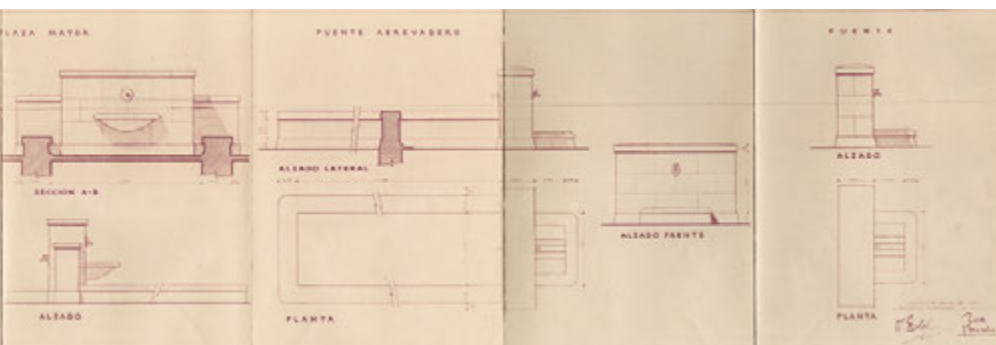 PLAZA MAYOR
SECCION A-B
ALZADO
FUENTE ABREVADERO
ALZADO LATERAL
PLANTA
ALZADO FRENTE
FUENTE
ALZADO
PLANTA